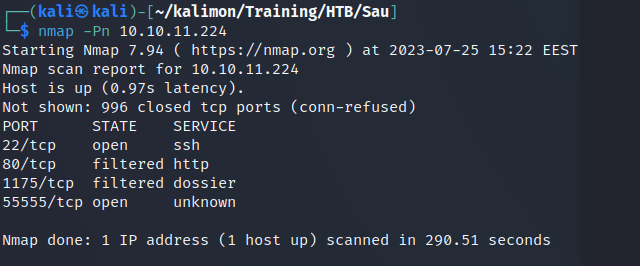 ┌──(kali㉿kali)-[~/kalimon/Training/HTB/Sau]
└─$ nmap -Pn 10.10.11.224
Starting Nmap 7.94 ( https://nmap.org ) at 2023-07-25 15:22 EEST
Nmap scan report for 10.10.11.224
Host is up (0.97s latency).
Not shown: 996 closed tcp ports (conn-refused)
PORT      STATE    SERVICE
22/tcp    open     ssh
80/tcp    filtered http
1175/tcp  filtered dossier
55555/tcp open     unknown
Nmap done: 1 IP address (1 host up) scanned in 290.51 seconds